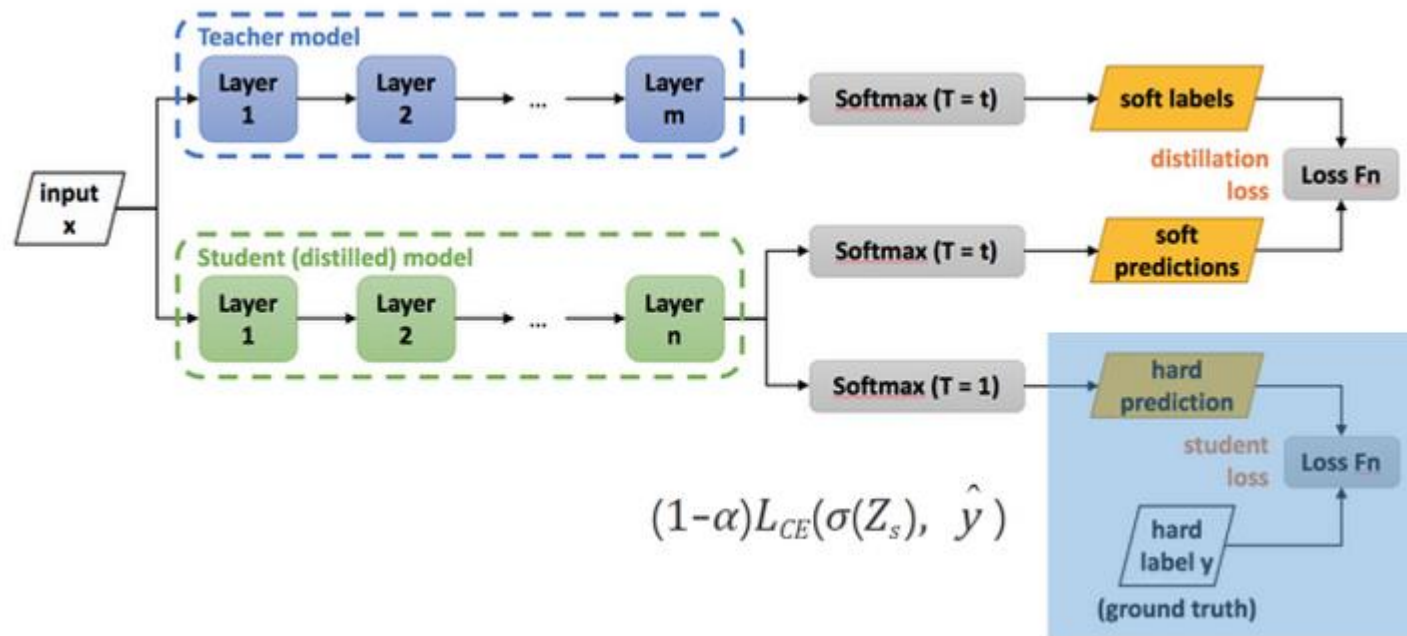 Teacher model
Layer
1
Layer
2
...
Layer
m
Softmax (T = t)
soft labels
distillation
loss
Loss Fn
input
x
Student (distilled) model
Layer
1
Layer
2
...
Layer
n
Softmax (T = t)
soft
predictions
Softmax (T = 1)
hard
prediction
student
loss
Loss Fn
(1-α)L_{CE}(σ(Z_s), ŷ)
hard
label y
(ground truth)